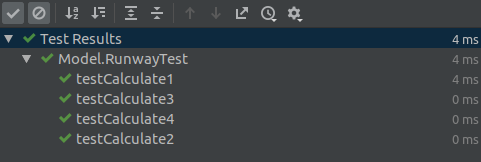 Test Results 4 ms
Model.RunwayTest 4 ms
testCalculate1 4 ms
testCalculate3 0 ms
testCalculate4 0 ms
testCalculate2 0 ms